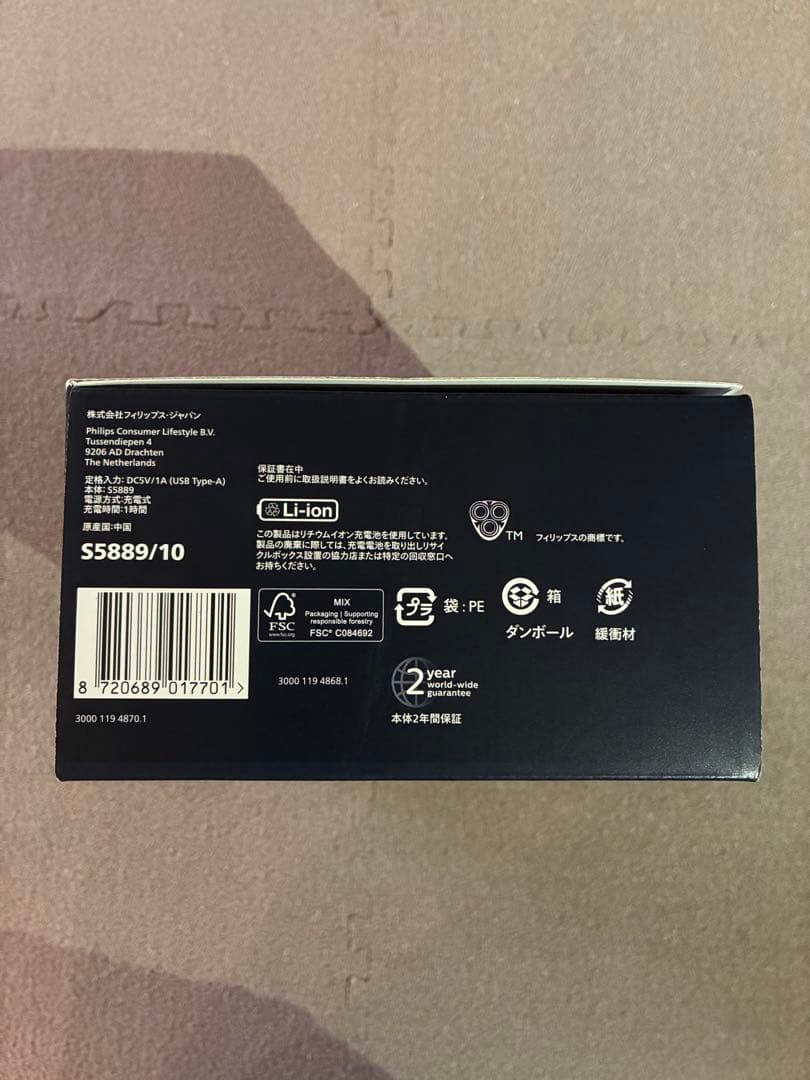 株式会社フィリップス・ジャパン
Philips Consumer Lifestyle B.V.
Tussendiepen 4
9206 AD Drachten
The Netherlands
定格入力: DC5V/1A (USB Type-A)
本体: S5889
電源方式:充電式
充電時間:1時間
原産国:中国
S5889/10
8 720689 017701 >
3000 119 4870.1
保証書在中
ご使用前に取扱説明書をよくお読みください。
Li-ion
この製品はリチウムイオン充電池を使用しています。
製品の廃棄に際しては、充電電池を取り出しリサイ
クルボックス設置の協力店または特定の回収窓口へ
お持ちください。
TM
フィリップスの商標です。
FSC
www.fsc.org
MIX
Packaging | Supporting
responsible forestry
FSC® C084692
プラ
袋 : PE
箱
ダンボール
紙
緩衝材
3000 119 4868.1
2 year
world-wide
guarantee
本体2年間保証